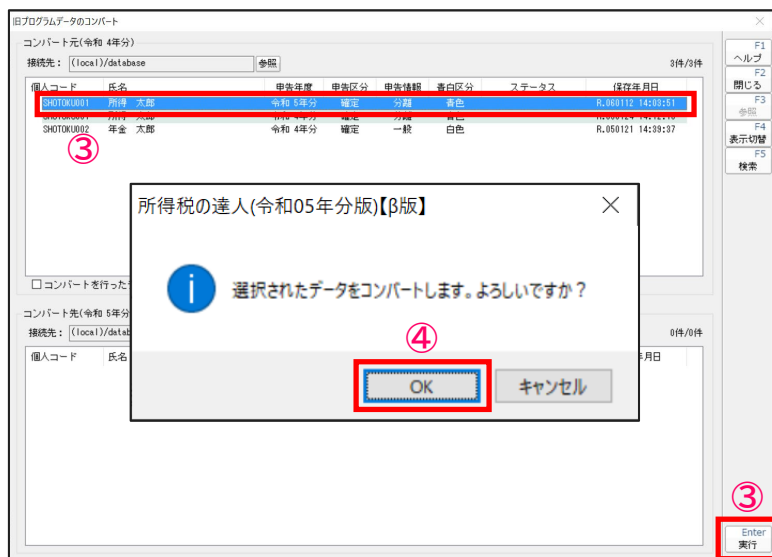 旧プログラムデータのコンバート
コンバート元(令和 4年分)
接続先： (local)/database 参照 3件/3件
個人コード 氏名 申告年度 申告区分 申告情報 青白区分 ステータス 保存年月日
SHOTOKU001 所得 太郎 令和 5年分 確定 分離 青色 R.060112 14:03:51
SHOTOKU002 年金 太郎 令和 4年分 確定 一般 白色 R.050121 14:39:37
③
F1
ヘルプ
F2
閉じる
F3
参照
F4
表示切替
F5
検索
所得税の達人(令和05年分版)【β版】
選択されたデータをコンバートします。よろしいですか？
④
OK キャンセル
コンバートを行った
コンバート先(令和 5年分
接続先： (local)/datab 0件/0件
個人コード 氏名 月日
③
Enter
実行